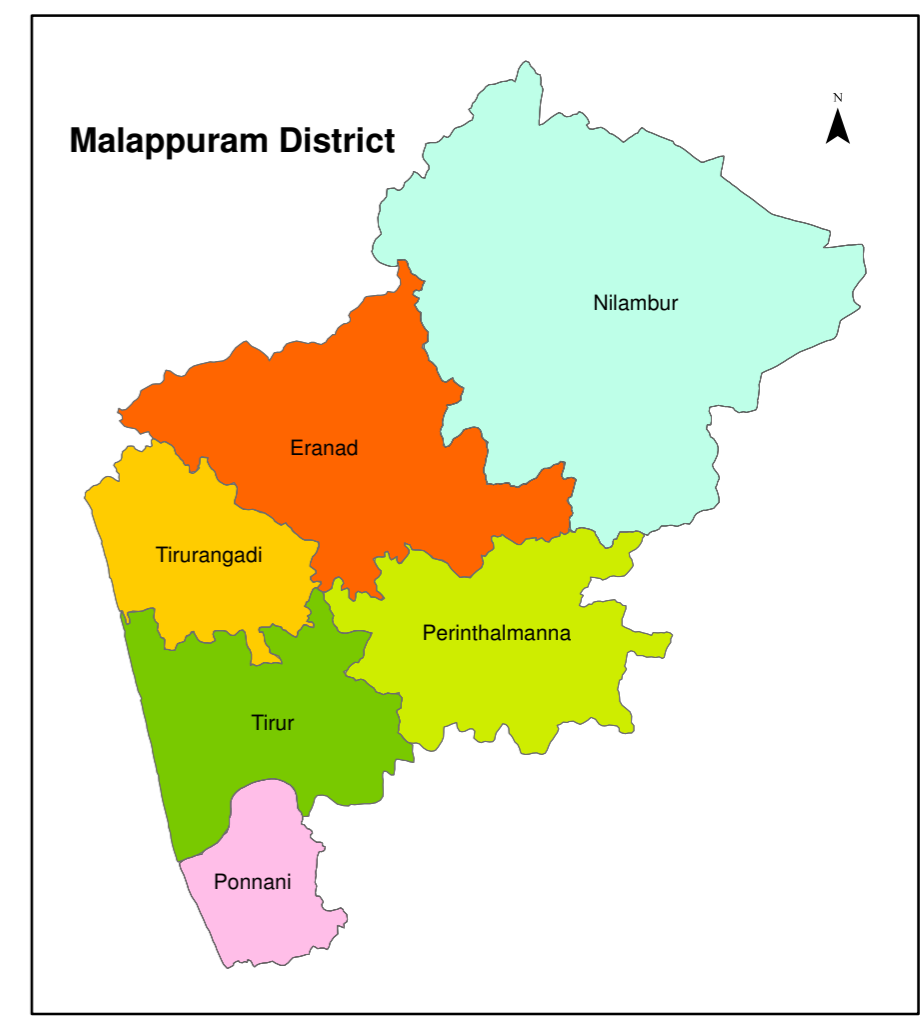 N
Malappuram District
Nilambur
Eranad
Tirurangadi
Perinthalmanna
Tirur
Ponnani